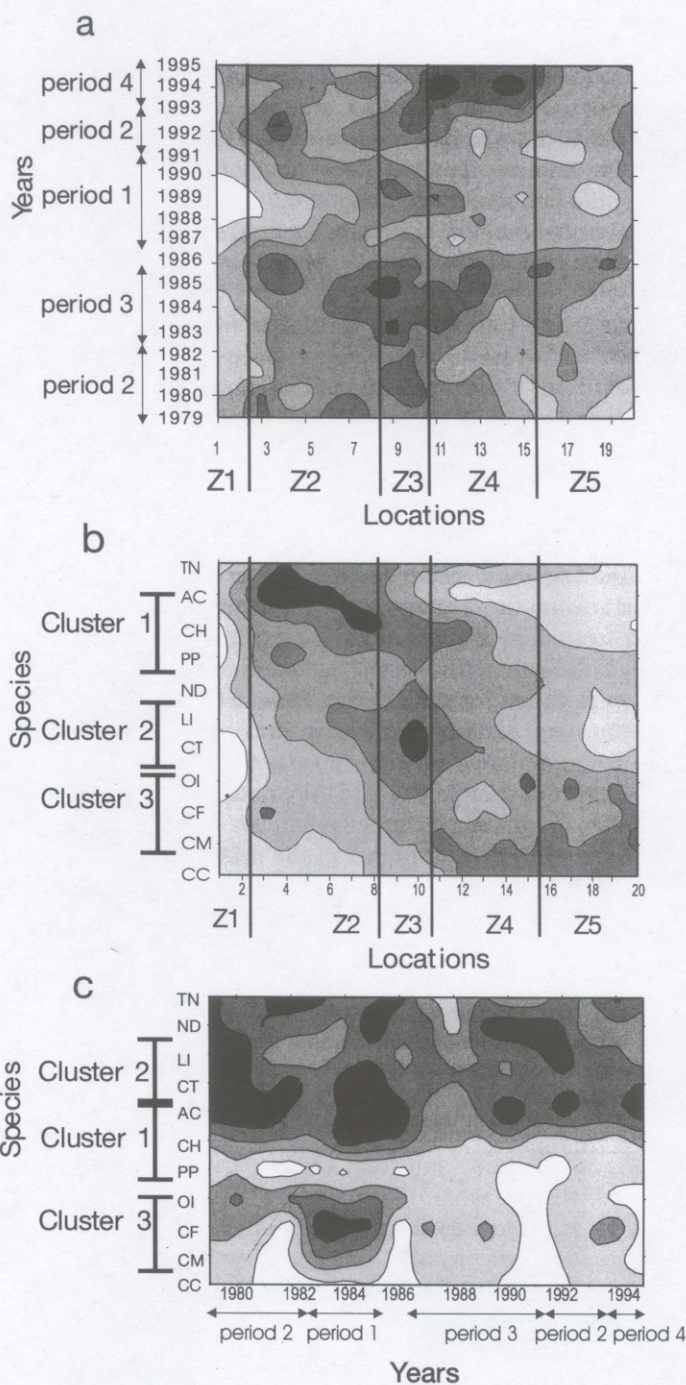 a
1995
period 4
1994
1993
period 2
1992
1991
1990
period 1
1989
1988
1987
1986
period 3
1985
1984
1983
1982
period 2
1981
1980
1979
Years
1 3 5 7 9 11 13 15 17 19
Z1 Z2 Z3 Z4 Z5
Locations
b
TN
AC
Cluster 1
CH
PP
ND
LI
Cluster 2
CT
OI
Cluster 3
CF
CM
CC
Species
2 4 6 8 10 12 14 16 18 20
Z1 Z2 Z3 Z4 Z5
Locations
c
TN
ND
LI
Cluster 2
CT
AC
Cluster 1
CH
PP
OI
Cluster 3
CF
CM
CC
Species
1980 1982 1984 1986 1988 1990 1992 1994
period 2 period 1 period 3 period 2 period 4
Years